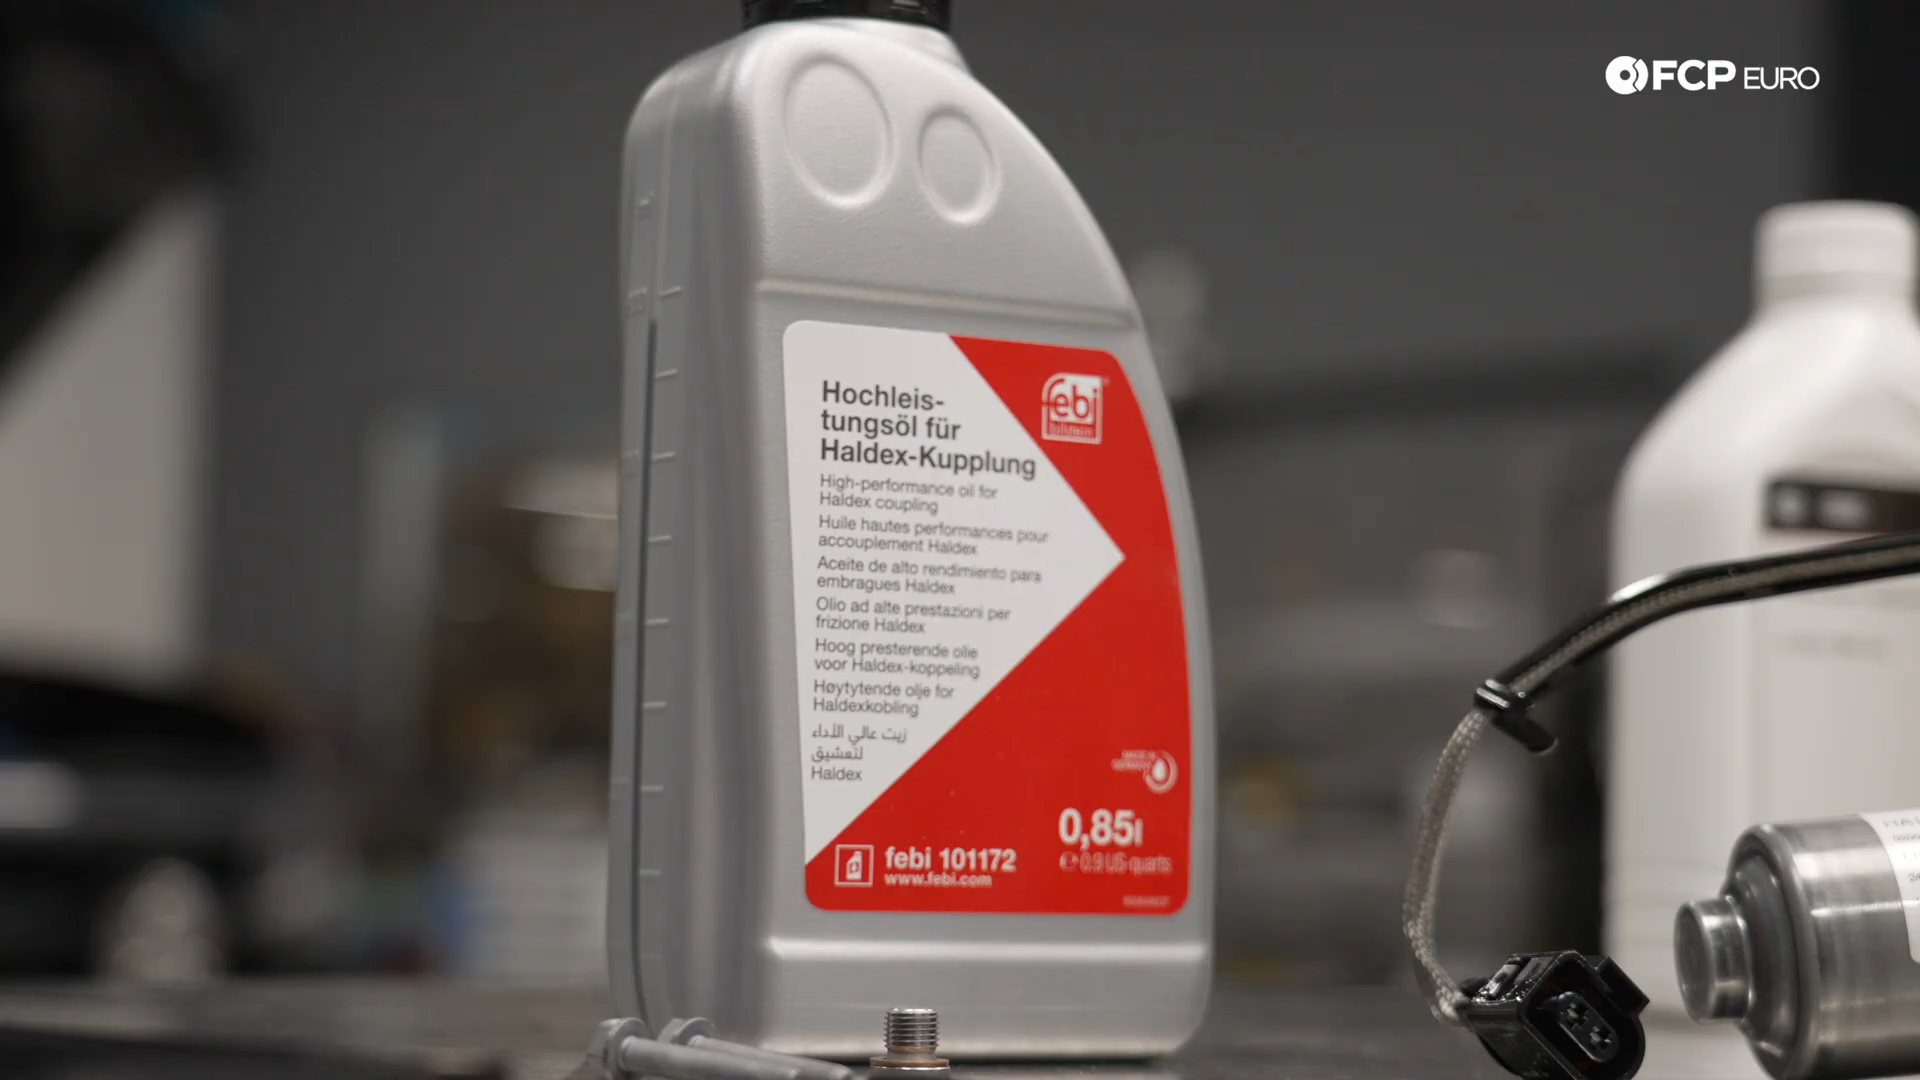 FCP EURO
febi
Hochleis-
tungsöl für
Haldex-Kupplung
High-performance oil for
Haldex coupling
Huile hautes performances pour
accouplement Haldex
Aceite de alto rendimiento para
embragues Haldex
Olio ad alte prestazioni per
frizione Haldex
Hoog presterende olie
voor Haldex-koppeling
Høytytende olje for
Haldexkobling
زيت عالي الأداء
لتعشيق
Haldex
MADE IN
GERMANY
0,85l
℮ 0.9 US quarts
febi 101172
www.febi.com